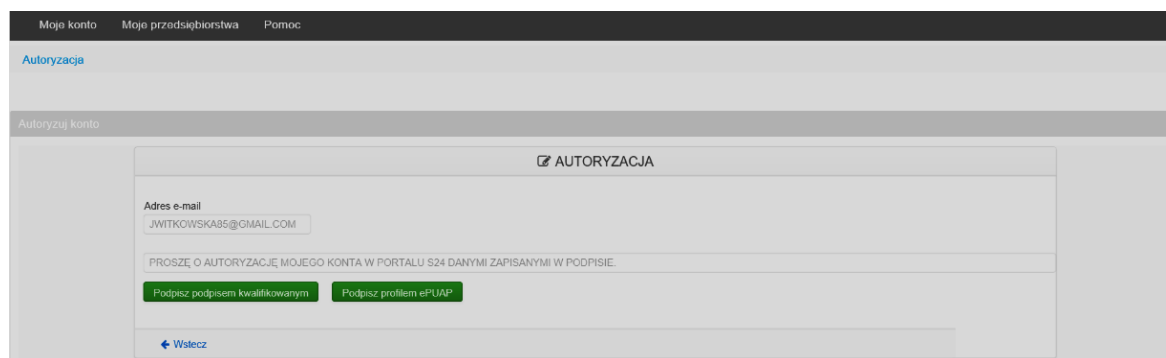 Moje konto Moje przedsiębiorstwa Pomoc
Autoryzacja
Autoryzuj konto
AUTORYZACJA
Adres e-mail
JWITKOWSKA85@GMAIL.COM
PROSZĘ O AUTORYZACJĘ MOJEGO KONTA W PORTALU S24 DANYMI ZAPISANYMI W PODPISIE.
Podpisz podpisem kwalifikowanym Podpisz profilem ePUAP
Wstecz